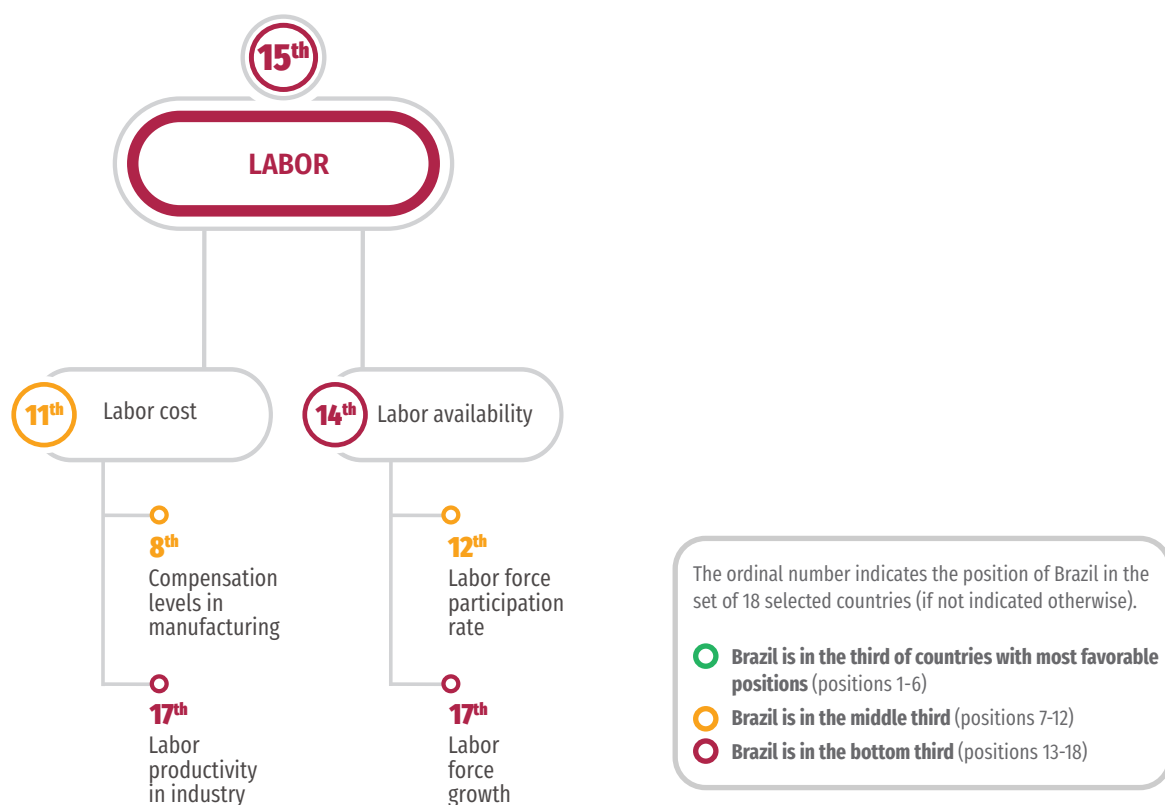 15th
LABOR
11th
Labor cost
14th
Labor availability
8th
Compensation
levels in
manufacturing
17th
Labor
productivity
in industry
12th
Labor force
participation
rate
17th
Labor
force
growth
The ordinal number indicates the position of Brazil in the
set of 18 selected countries (if not indicated otherwise).
Brazil is in the third of countries with most favorable
positions (positions 1-6)
Brazil is in the middle third (positions 7-12)
Brazil is in the bottom third (positions 13-18)